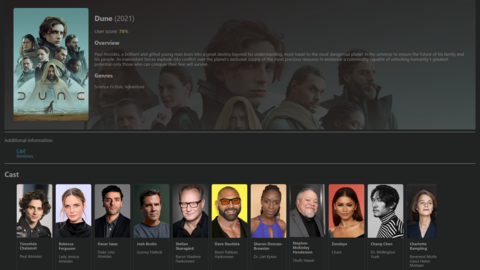 Dune (2021)
User score: 78%
Overview
Paul Atreides, a brilliant and gifted young man born into a great destiny beyond his understanding, must travel to the most dangerous planet in the universe to ensure the future of his family and
his people. As malevolent forces explode into conflict over the planet's exclusive supply of the most precious resource in existence-a commodity capable of unlocking humanity's greatest
potential-only those who can conquer their fear will survive.
Genres
Science Fiction Adventure
DUNE
Additional information
Cast
Reviews
Cast
Timothée
Chalamet
Paul Atreides
Rebecca
Ferguson
Lady Jessica
Atreides
Oscar Isaac
Duke Leto
Atreides
Josh Brolin
Gurney Halleck
Stellan
Skarsgård
Baron Vladimir
Harkonnen
Dave Bautista
Beast Rabban
Harkonnen
Sharon Duncan-
Brewster
Dr. Liet Kynes
Stephen
McKinley
Henderson
Thufir Hawat
Zendaya
Chani
Chang Chen
Dr. Wellington
Yueh
Charlotte
Rampling
Reverend Mother
Gaius Helen
Mohiam